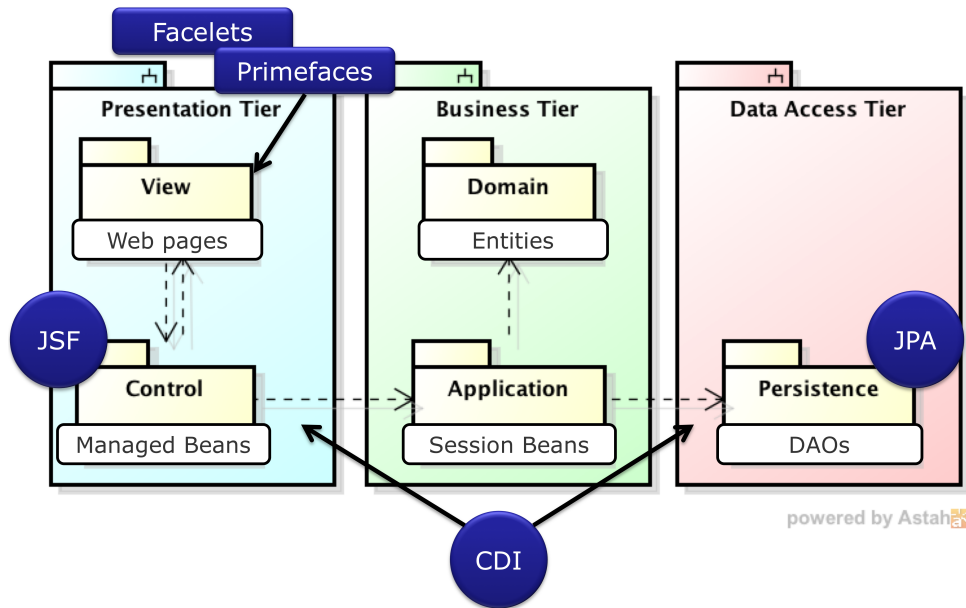 Facelets
Primefaces
Presentation Tier
Business Tier
Data Access Tier
View
Web pages
Domain
Entities
JSF
JPA
Control
Managed Beans
Application
Session Beans
Persistence
DAOs
CDI
powered by Astah